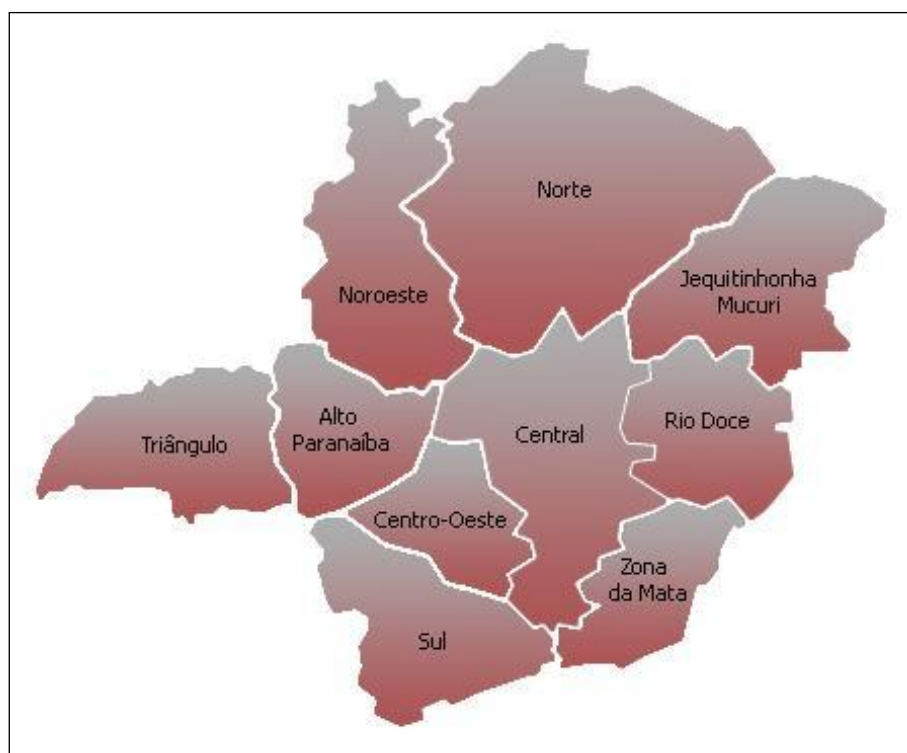 Norte
Jequitinhonha
Mucuri
Noroeste
Alto
Paranaíba
Triângulo
Central
Rio Doce
Centro-Oeste
Zona
da Mata
Sul